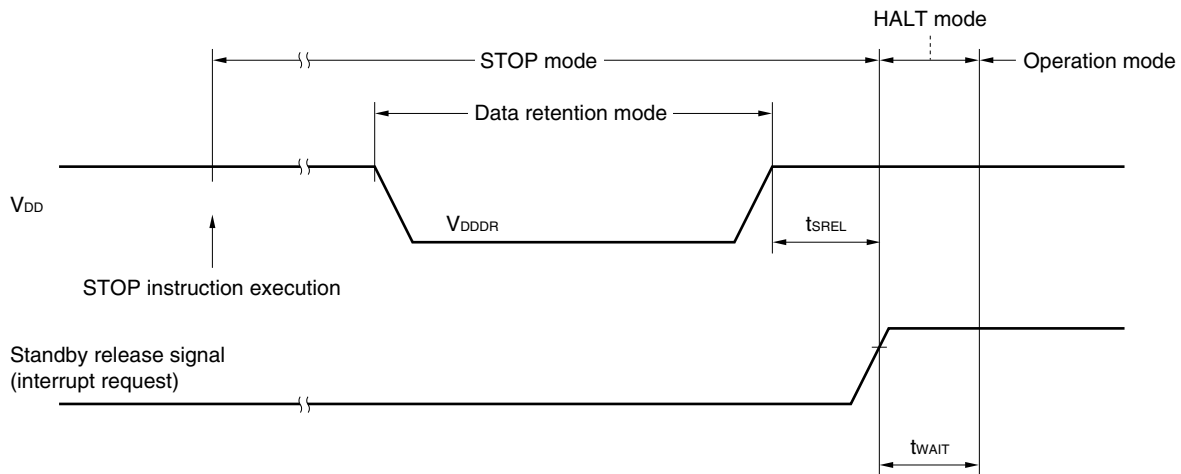 HALT mode
STOP mode
Operation mode
Data retention mode
VDD
VDDDR
tSREL
STOP instruction execution
Standby release signal
(interrupt request)
tWAIT